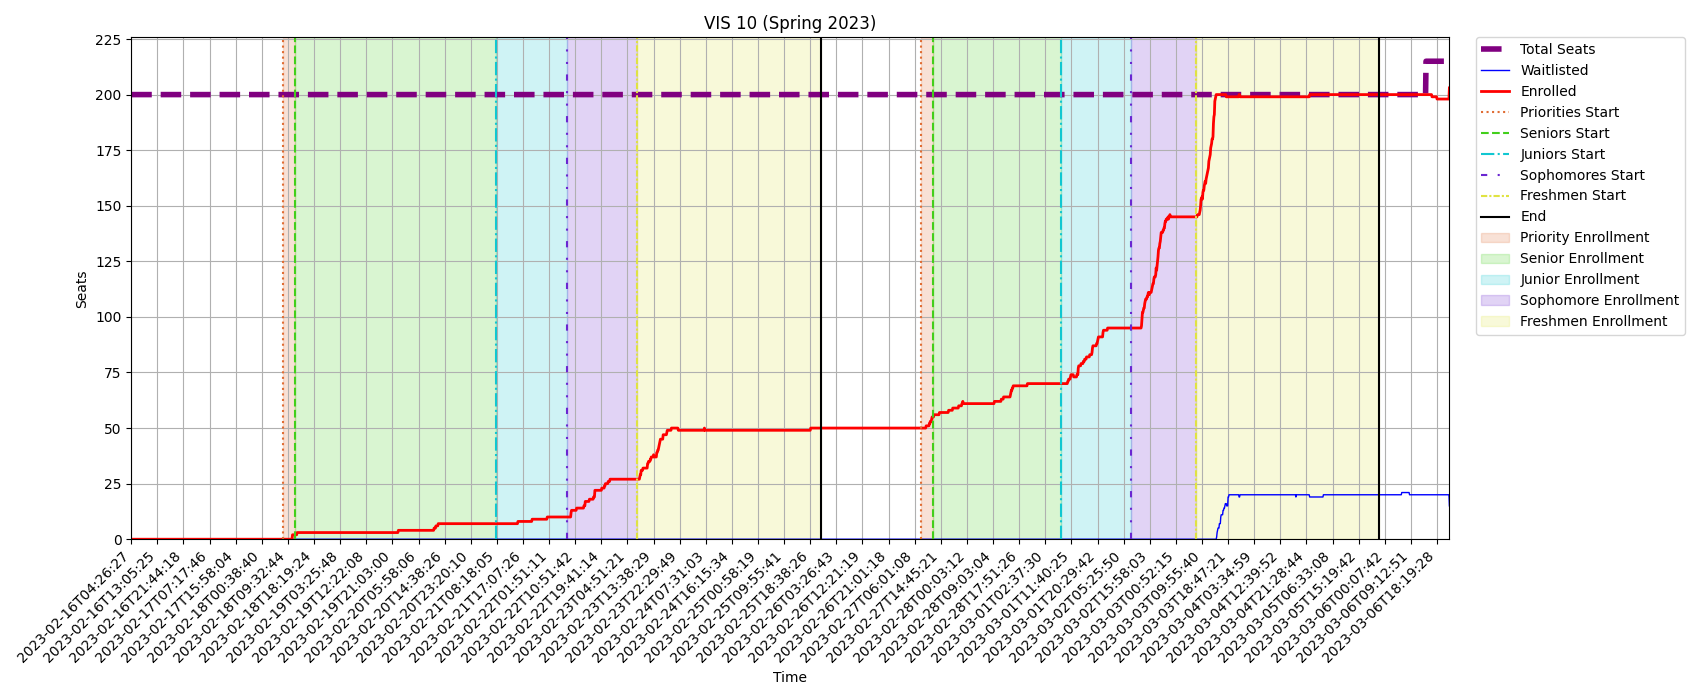 VIS 10 (Spring 2023)
225
200
175
150
125
100
75
50
25
0
Seats
2023-02-16T04:26:27
2023-02-16T13:05:25
2023-02-16T21:44:18
2023-02-17T07:17:46
2023-02-17T15:58:04
2023-02-18T00:38:40
2023-02-18T09:32:44
2023-02-18T18:19:24
2023-02-19T03:25:48
2023-02-19T12:22:08
2023-02-19T21:03:00
2023-02-20T05:58:06
2023-02-20T14:38:26
2023-02-20T23:20:10
2023-02-21T08:18:05
2023-02-21T17:07:26
2023-02-22T01:51:11
2023-02-22T10:51:42
2023-02-22T19:41:14
2023-02-23T04:51:21
2023-02-23T13:38:29
2023-02-23T22:29:49
2023-02-24T07:31:03
2023-02-24T16:15:34
2023-02-25T00:58:19
2023-02-25T09:55:41
2023-02-25T18:38:26
2023-02-26T03:26:43
2023-02-26T12:21:19
2023-02-26T21:01:18
2023-02-27T06:01:08
2023-02-27T14:45:21
2023-02-28T00:03:12
2023-02-28T09:03:04
2023-02-28T17:51:26
2023-03-01T02:37:30
2023-03-01T11:40:25
2023-03-01T20:29:42
2023-03-02T05:25:50
2023-03-02T15:58:03
2023-03-03T00:52:15
2023-03-03T09:55:40
2023-03-03T18:47:21
2023-03-04T03:34:59
2023-03-04T12:39:52
2023-03-04T21:28:44
2023-03-05T06:33:08
2023-03-05T15:19:42
2023-03-06T00:07:42
2023-03-06T09:12:51
2023-03-06T18:19:28
Time
Total Seats
Waitlisted
Enrolled
Priorities Start
Seniors Start
Juniors Start
Sophomores Start
Freshmen Start
End
Priority Enrollment
Senior Enrollment
Junior Enrollment
Sophomore Enrollment
Freshmen Enrollment